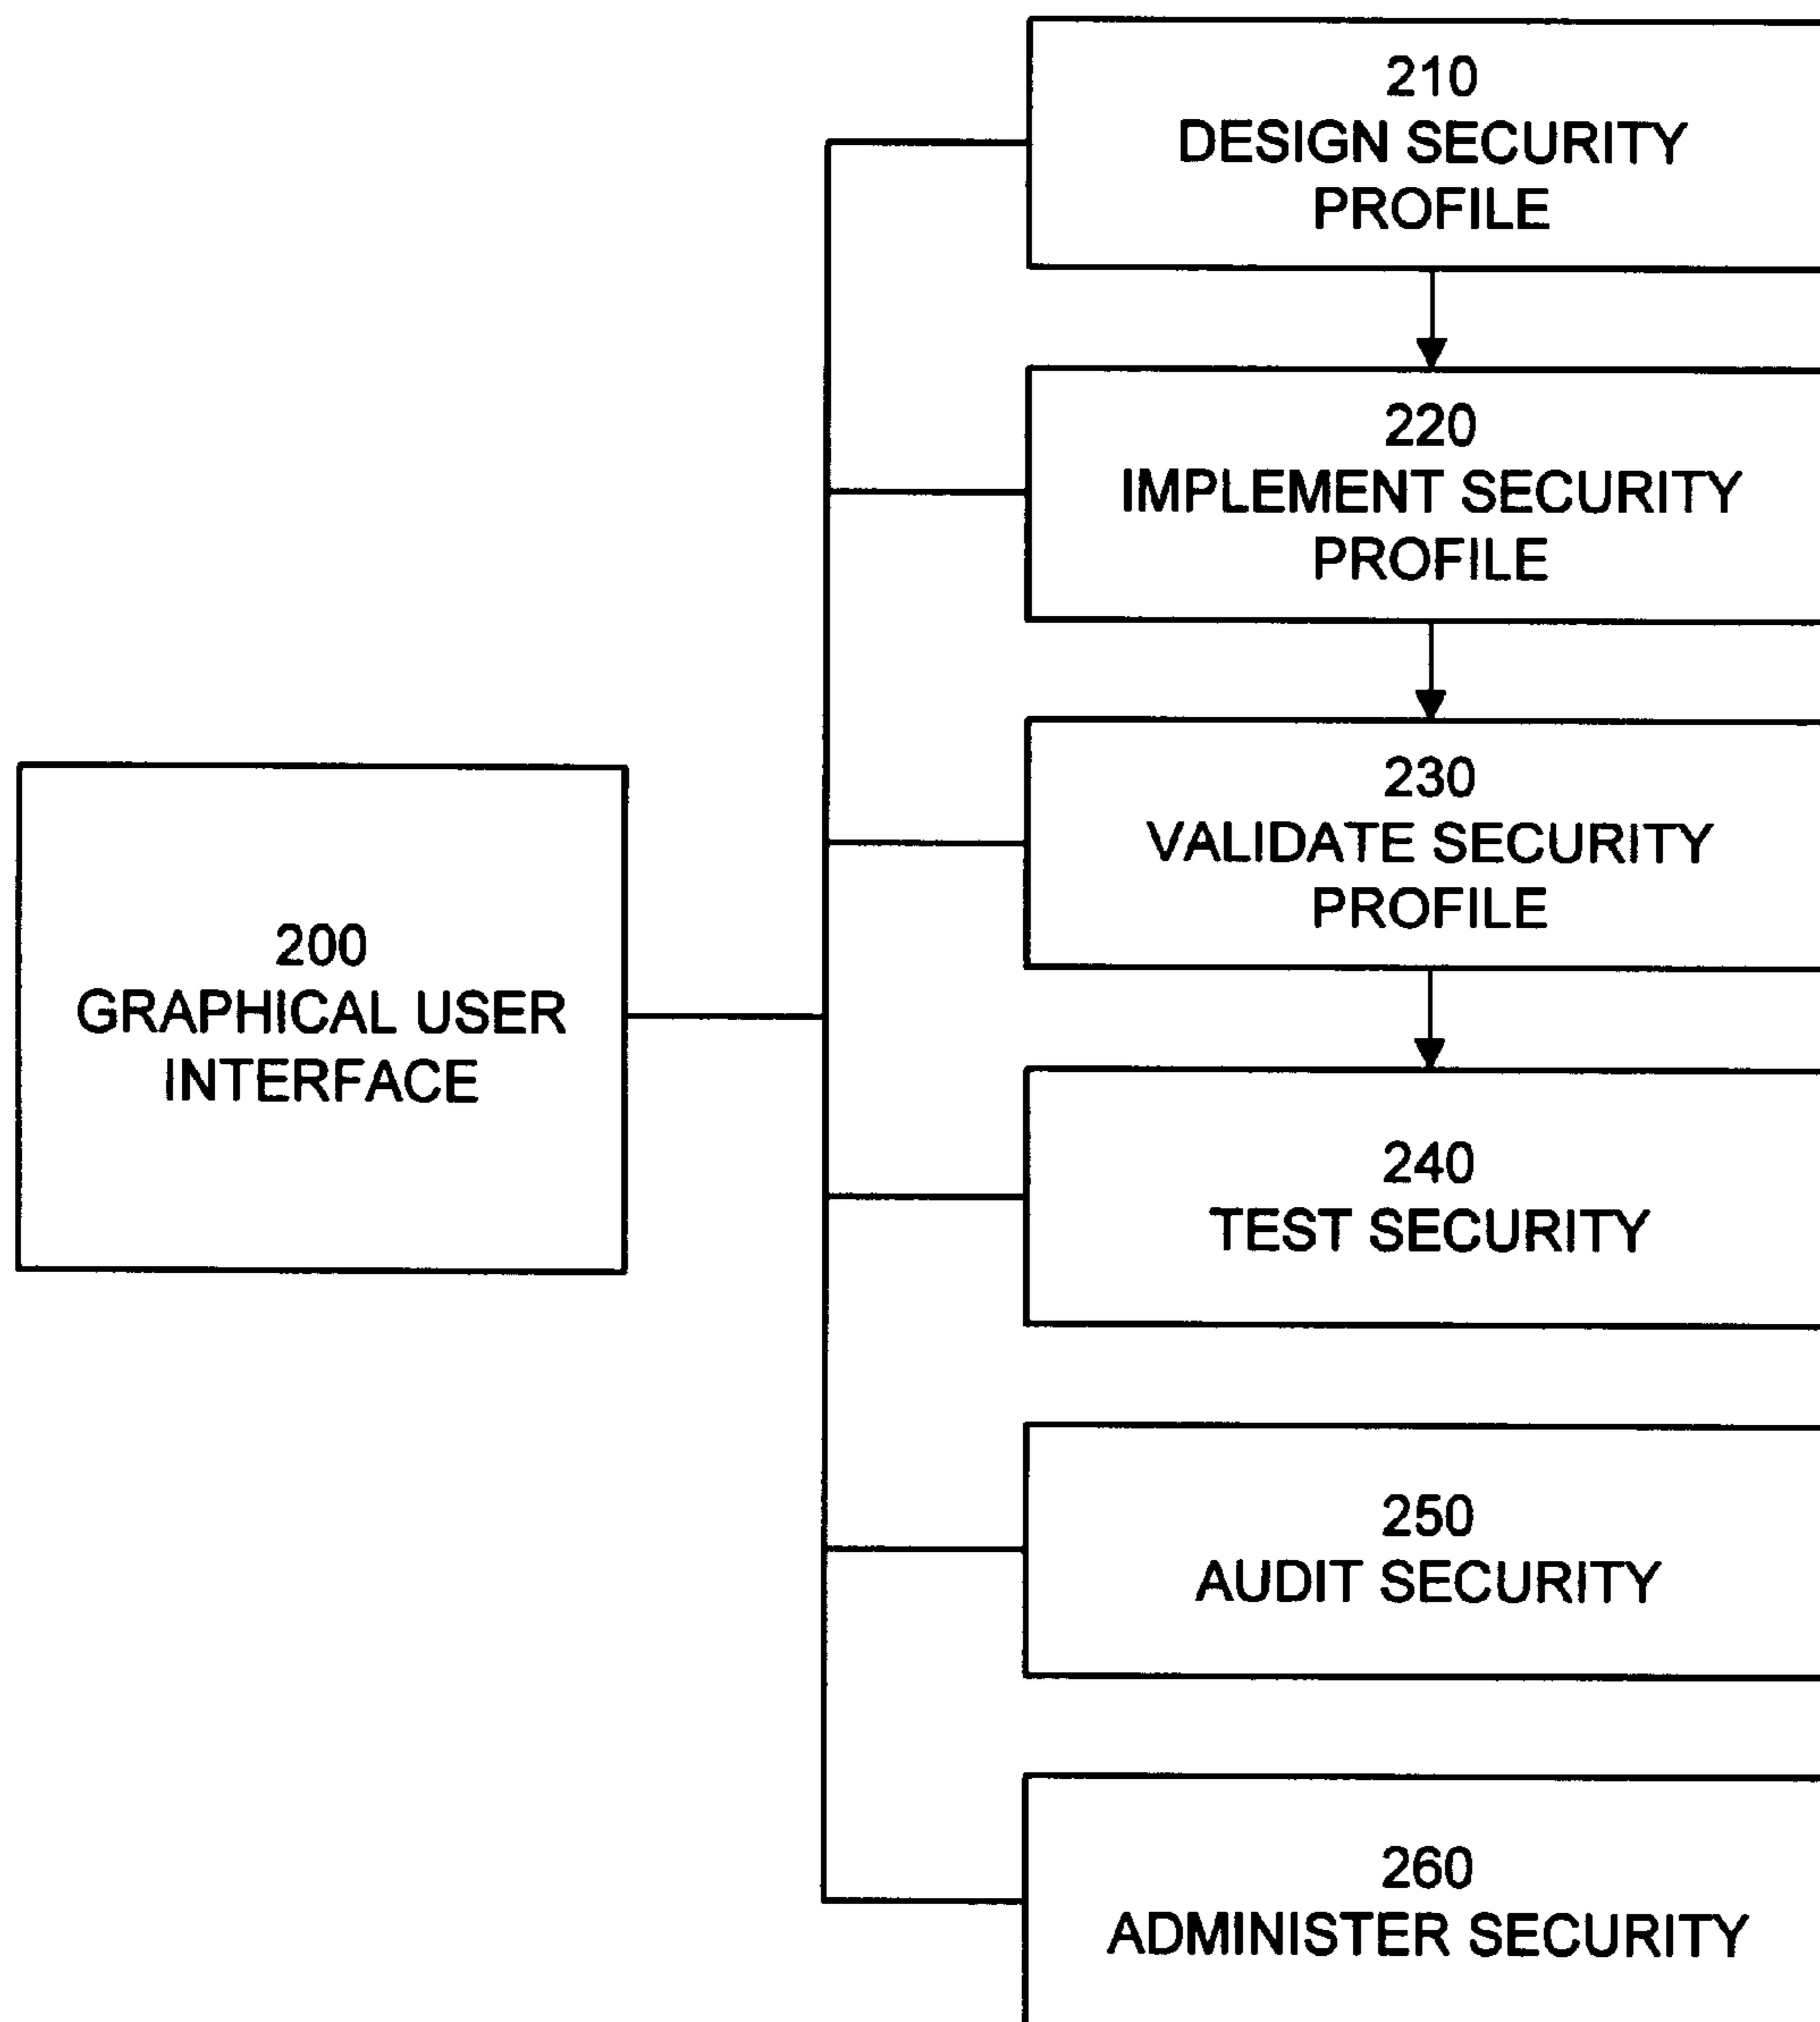 210
DESIGN SECURITY
PROFILE
220
IMPLEMENT SECURITY
PROFILE
230
VALIDATE SECURITY
PROFILE
200
GRAPHICAL USER
INTERFACE
240
TEST SECURITY
250
AUDIT SECURITY
260
ADMINISTER SECURITY